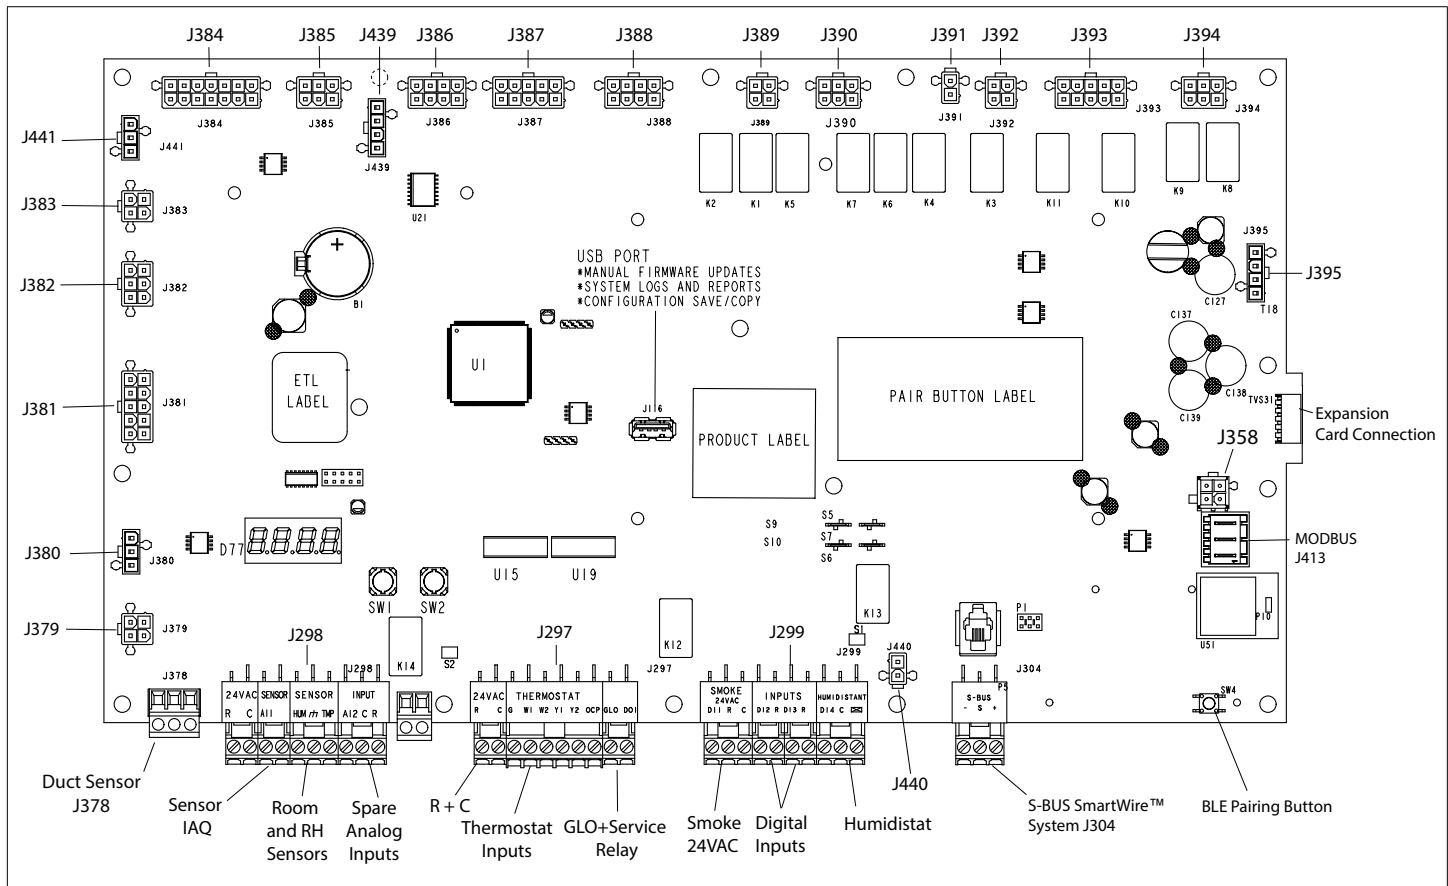 J384
J385
J439
J386
J387
J388
J389
J390
J391
J392
J393
J394
J384
J385
J439
J386
J387
J388
J389
J390
J391
J392
J393
J394
J441
J441
J383
J383
J382
J382
J381
J381
J380
J380
J379
J379
U21
K2
K1
K5
K7
K6
K4
K3
K11
K10
K9
K8
B1
USB PORT
*MANUAL FIRMWARE UPDATES
*SYSTEM LOGS AND REPORTS
*CONFIGURATION SAVE/COPY
J395
J395
C127
T18
C137
C138
C139
TVS31
Expansion
Card Connection
ETL
LABEL
U1
J116
PRODUCT LABEL
PAIR BUTTON LABEL
J358
MODBUS
J413
D77
SW1
SW2
U15
U19
S9
S10
S5
S7
S6
K14
S2
K12
K13
S1
P1
P10
U51
SW4
J378
J298
J298
J297
J297
J299
J299
J440
J304
P5
24VAC
R C
SENSOR
AI1
SENSOR
HUM TMP
INPUT
AI2 C R
24VAC
R C
THERMOSTAT
G W1 W2 Y1 Y2 OCP
GLO DO1
SMOKE
24VAC
DI1 R C
INPUTS
DI2 R DI3 R
HUMIDISTANT
DI4 C
S-BUS
- S +
Duct Sensor
J378
Sensor
IAQ
Room
and RH
Sensors
Spare
Analog
Inputs
R + C
Thermostat
Inputs
GLO+Service
Relay
Smoke
24VAC
Digital
Inputs
Humidistat
J440
S-BUS SmartWire™
System J304
BLE Pairing Button